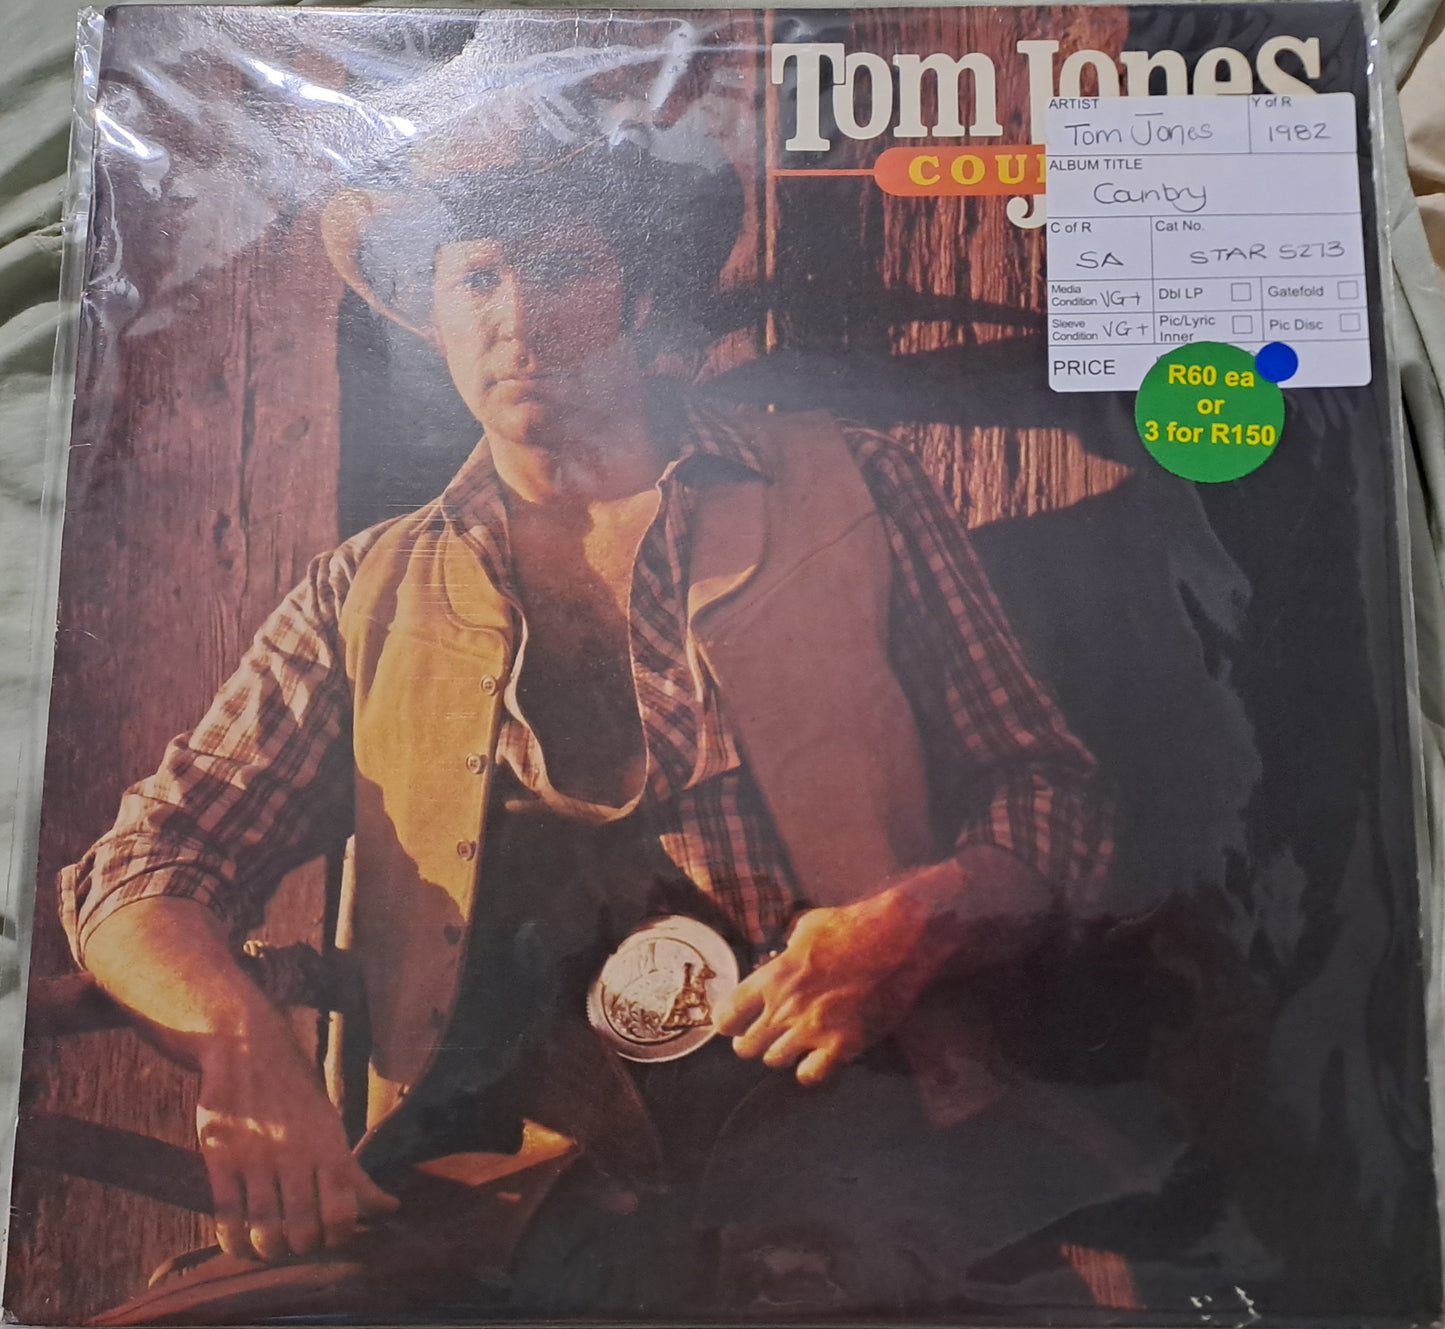 Tom Jones
COU
ARTIST
Y of R
Tom Jones
1982
ALBUM TITLE
Country
C of R
Cat No.
SA
STAR 5273
Media Condition VG+
Dbl LP
Gatefold
Sleeve Condition VG+
Pic/Lyric Inner
Pic Disc
PRICE
R60 ea
or
3 for R150